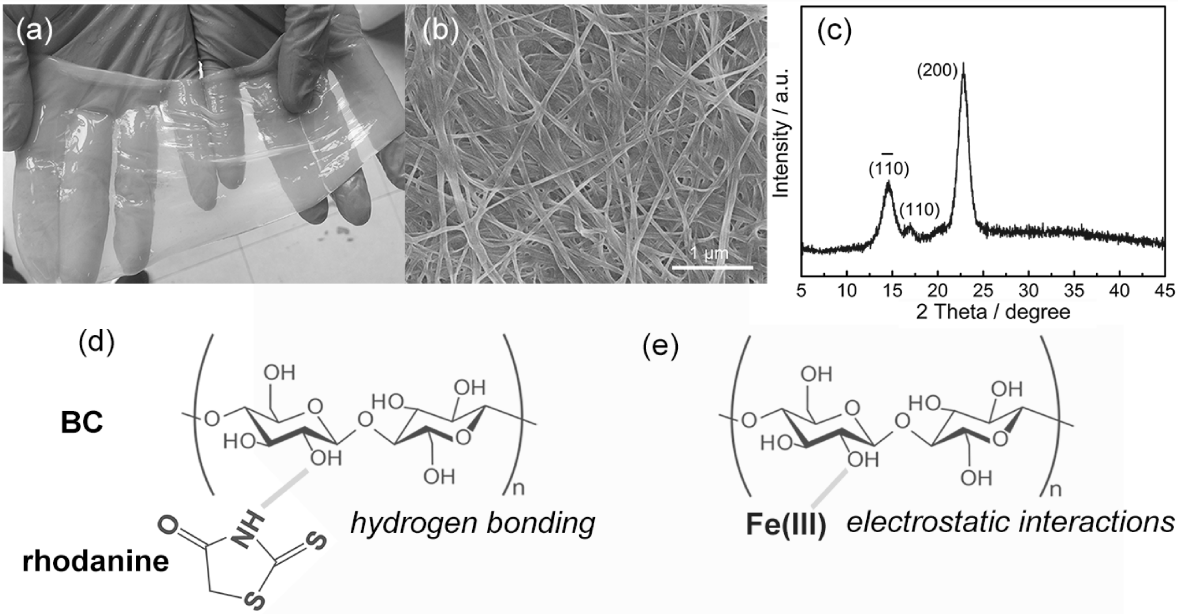 (a)
(b)
1 μm
(c)
(200)
(1̅10)
(110)
Intensity / a.u.
5 10 15 20 25 30 35 40 45
2 Theta / degree
(d)
BC
OH
O
HO
O
OH
O
HO
OH
O
OH
n
O
NH
S
S
rhodanine
hydrogen bonding
(e)
OH
O
HO
O
OH
O
HO
OH
O
OH
n
Fe(III)
electrostatic interactions